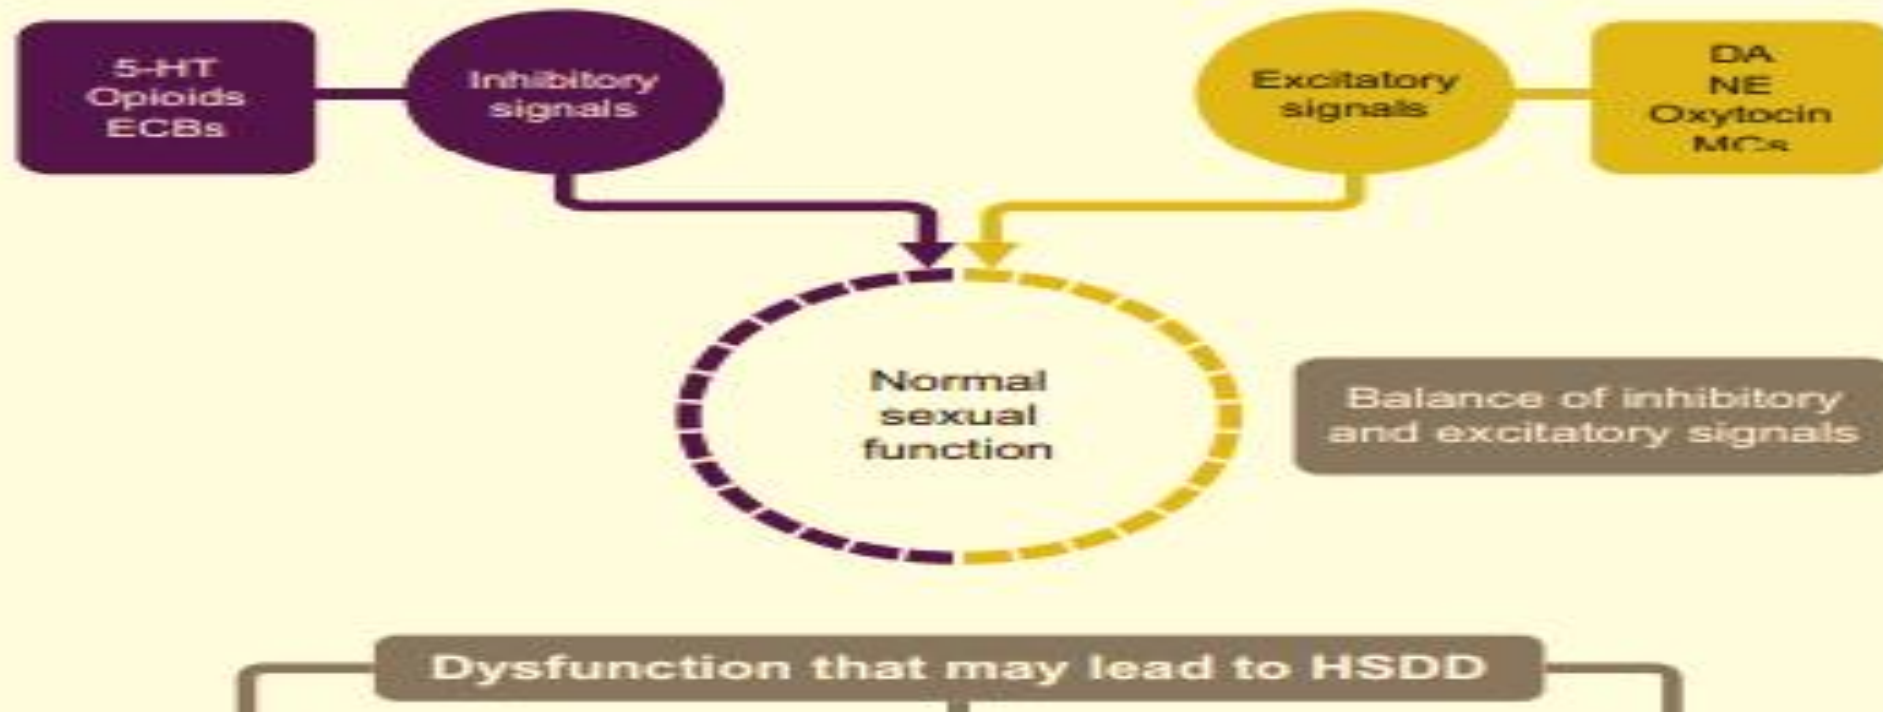 5-HT
Opioids
ECBs
Inhibitory
signals
Excitatory
signals
DA
NE
Oxytocin
MCs
Normal
sexual
function
Balance of inhibitory
and excitatory signals
Dysfunction that may lead to HSDD